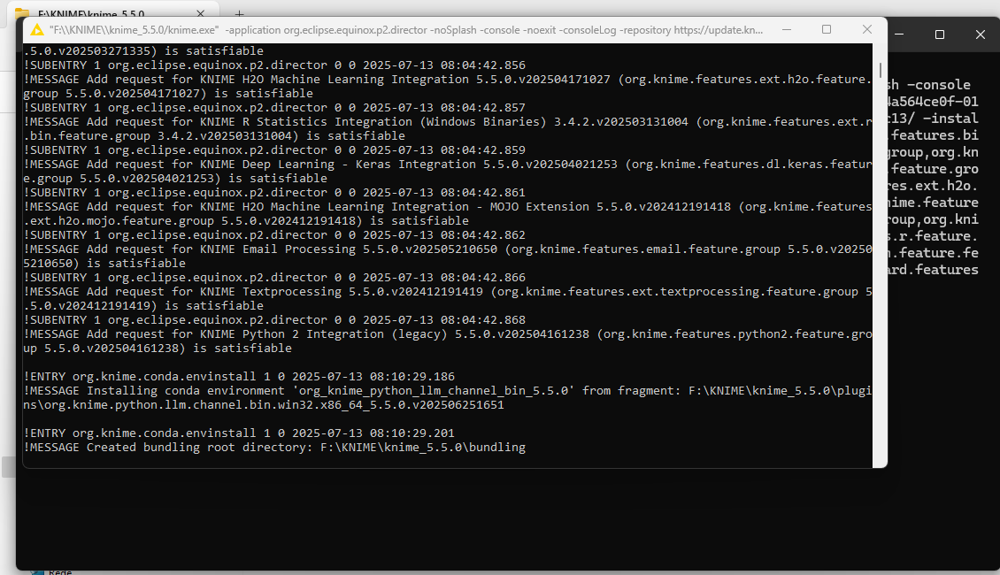 F:\\KNIME\knime_5.5.0
"F:\\KNIME\\knime_5.5.0/knime.exe" -application org.eclipse.equinox.p2.director -noSplash -console -noexit -consoleLog -repository https://update.kn...
.5.0.v202503271335) is satisfiable
!SUBENTRY 1 org.eclipse.equinox.p2.director 0 0 2025-07-13 08:04:42.856
!MESSAGE Add request for KNIME H2O Machine Learning Integration 5.5.0.v202504171027 (org.knime.features.ext.h2o.feature.
group 5.5.0.v202504171027) is satisfiable
!SUBENTRY 1 org.eclipse.equinox.p2.director 0 0 2025-07-13 08:04:42.857
!MESSAGE Add request for KNIME R Statistics Integration (Windows Binaries) 3.4.2.v202503131004 (org.knime.features.ext.r
.bin.feature.group 3.4.2.v202503131004) is satisfiable
!SUBENTRY 1 org.eclipse.equinox.p2.director 0 0 2025-07-13 08:04:42.859
!MESSAGE Add request for KNIME Deep Learning - Keras Integration 5.5.0.v202504021253 (org.knime.features.dl.keras.featur
e.group 5.5.0.v202504021253) is satisfiable
!SUBENTRY 1 org.eclipse.equinox.p2.director 0 0 2025-07-13 08:04:42.861
!MESSAGE Add request for KNIME H2O Machine Learning Integration - MOJO Extension 5.5.0.v202412191418 (org.knime.features
.ext.h2o.mojo.feature.group 5.5.0.v202412191418) is satisfiable
!SUBENTRY 1 org.eclipse.equinox.p2.director 0 0 2025-07-13 08:04:42.862
!MESSAGE Add request for KNIME Email Processing 5.5.0.v202505210650 (org.knime.features.email.feature.group 5.5.0.v20250
5210650) is satisfiable
!SUBENTRY 1 org.eclipse.equinox.p2.director 0 0 2025-07-13 08:04:42.866
!MESSAGE Add request for KNIME Textprocessing 5.5.0.v202412191419 (org.knime.features.ext.textprocessing.feature.group 5
.5.0.v202412191419) is satisfiable
!SUBENTRY 1 org.eclipse.equinox.p2.director 0 0 2025-07-13 08:04:42.868
!MESSAGE Add request for KNIME Python 2 Integration (legacy) 5.5.0.v202504161238 (org.knime.features.python2.feature.gro
up 5.5.0.v202504161238) is satisfiable
!ENTRY org.knime.conda.envinstall 1 0 2025-07-13 08:10:29.186
!MESSAGE Installing conda environment 'org_knime_python_llm_channel_bin_5.5.0' from fragment: F:\KNIME\knime_5.5.0\plugi
ns\org.knime.python.llm.channel.bin.win32.x86_64_5.5.0.v202506251651
!ENTRY org.knime.conda.envinstall 1 0 2025-07-13 08:10:29.201
!MESSAGE Created bundling root directory: F:\KNIME\knime_5.5.0\bundling
sh -console
4a564ce0f-01
c13/ -instal
.features.bi
group,org.kn
.feature.gro
res.ext.h2o.
nime.feature
roup,org.kni
s.r.feature.
n.feature.fe
ard.features
Rede